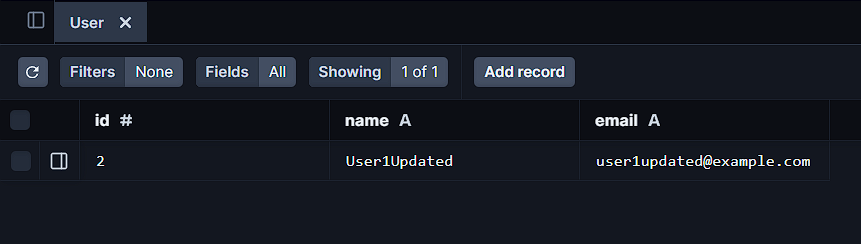 User
Filters None Fields All Showing 1 of 1 Add record
id # name A email A
2 User1Updated user1updated@example.com